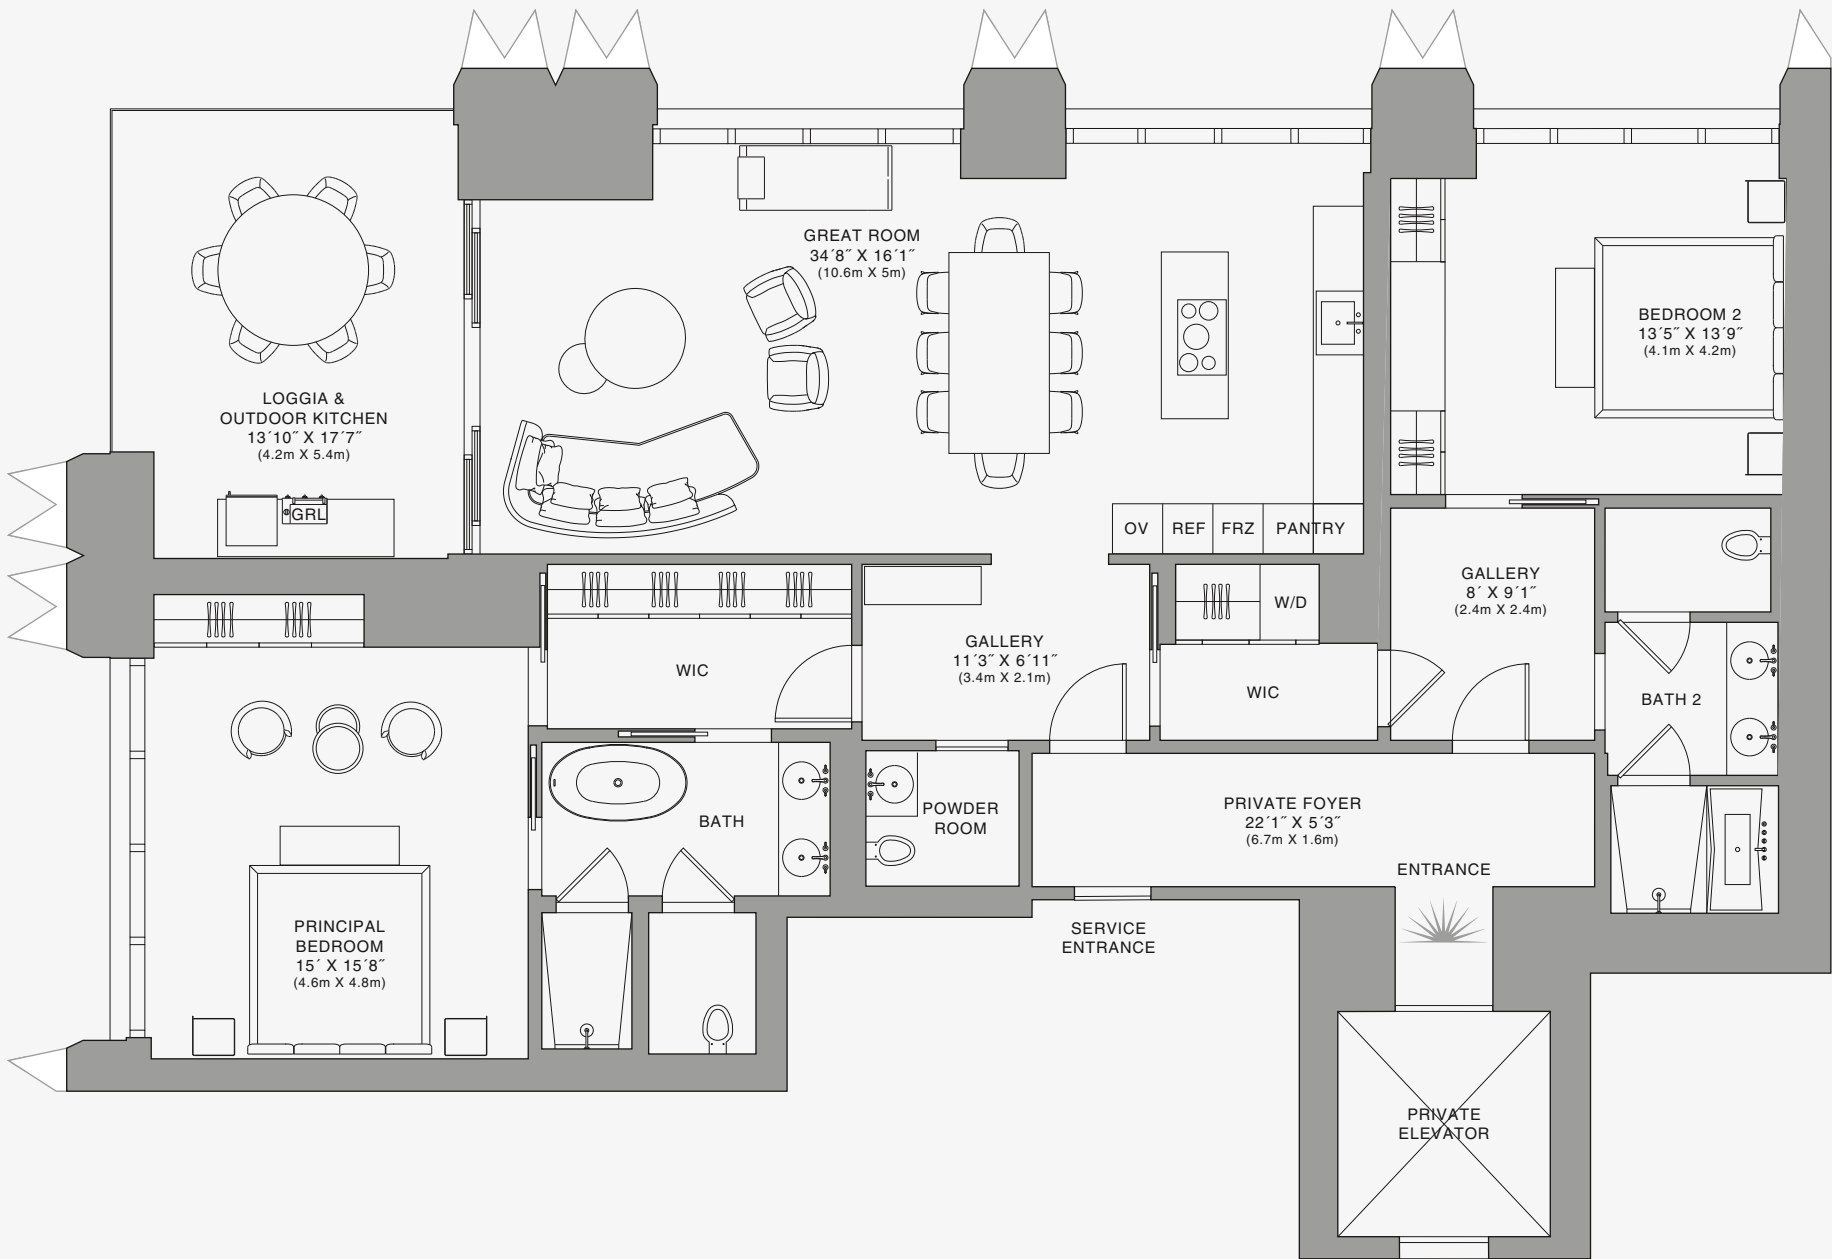 GREAT ROOM
34´8˝ X 16´1˝
(10.6m X 5m)
BEDROOM 2
13´5˝ X 13´9˝
(4.1m X 4.2m)
LOGGIA &
OUTDOOR KITCHEN
13´10˝ X 17´7˝
(4.2m X 5.4m)
GRL
OV
REF
FRZ
PANTRY
GALLERY
8´ X 9´1˝
(2.4m X 2.4m)
W/D
GALLERY
11´3˝ X 6´11˝
(3.4m X 2.1m)
WIC
WIC
BATH 2
PRIVATE FOYER
22´1˝ X 5´3˝
(6.7m X 1.6m)
POWDER
ROOM
BATH
ENTRANCE
PRINCIPAL
BEDROOM
15´ X 15´8˝
(4.6m X 4.8m)
SERVICE
ENTRANCE
PRIVATE
ELEVATOR